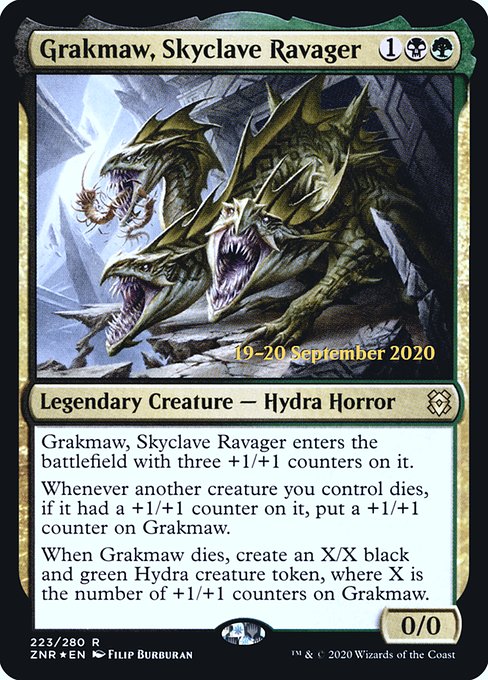 Grakmaw, Skyclave Ravager 1
19–20 September 2020
Legendary Creature — Hydra Horror
Grakmaw, Skyclave Ravager enters the
battlefield with three +1/+1 counters on it.
Whenever another creature you control dies,
if it had a +1/+1 counter on it, put a +1/+1
counter on Grakmaw.
When Grakmaw dies, create an X/X black
and green Hydra creature token, where X is
the number of +1/+1 counters on Grakmaw.
0/0
223/280 R
ZNR ★ EN Filip Burburan
™ & © 2020 Wizards of the Coast